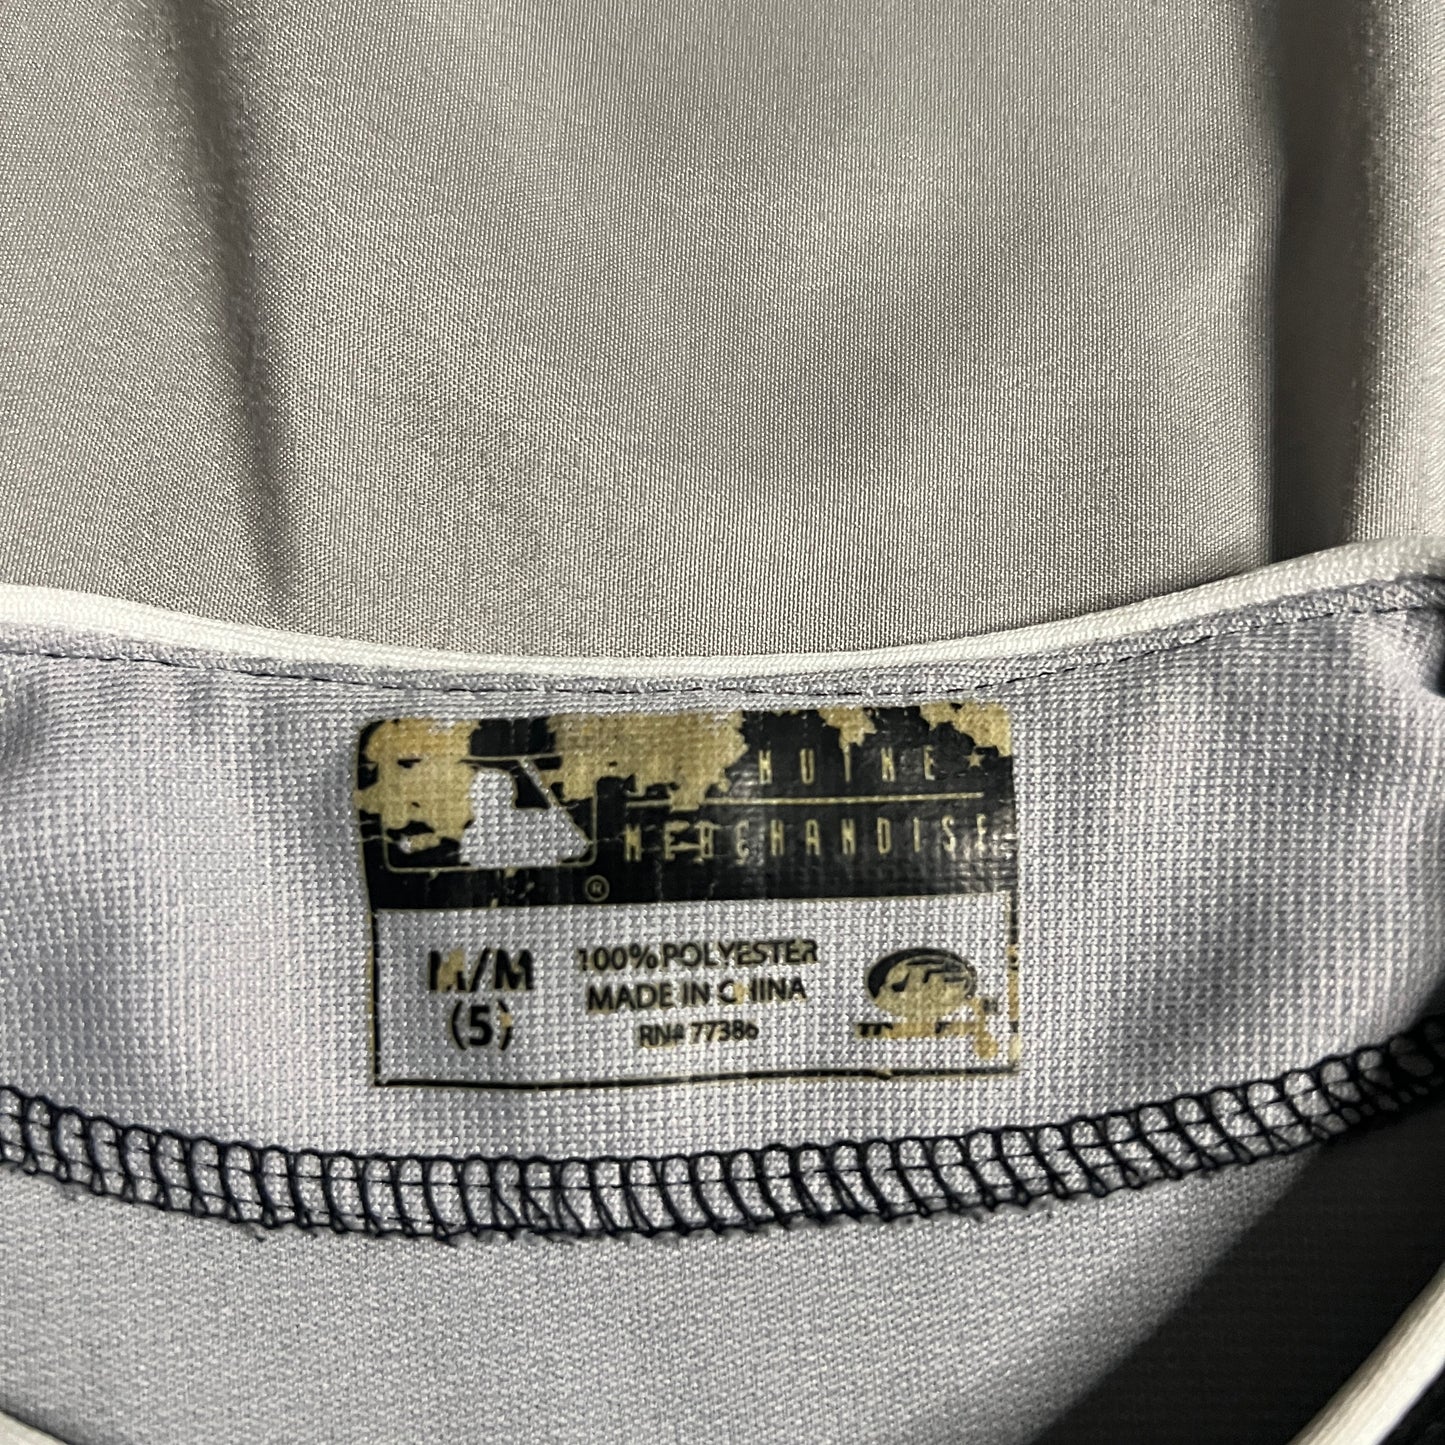 MERCHANDISE
®
M/M
(5)
100% POLYESTER
MADE IN CHINA
RN# 77386